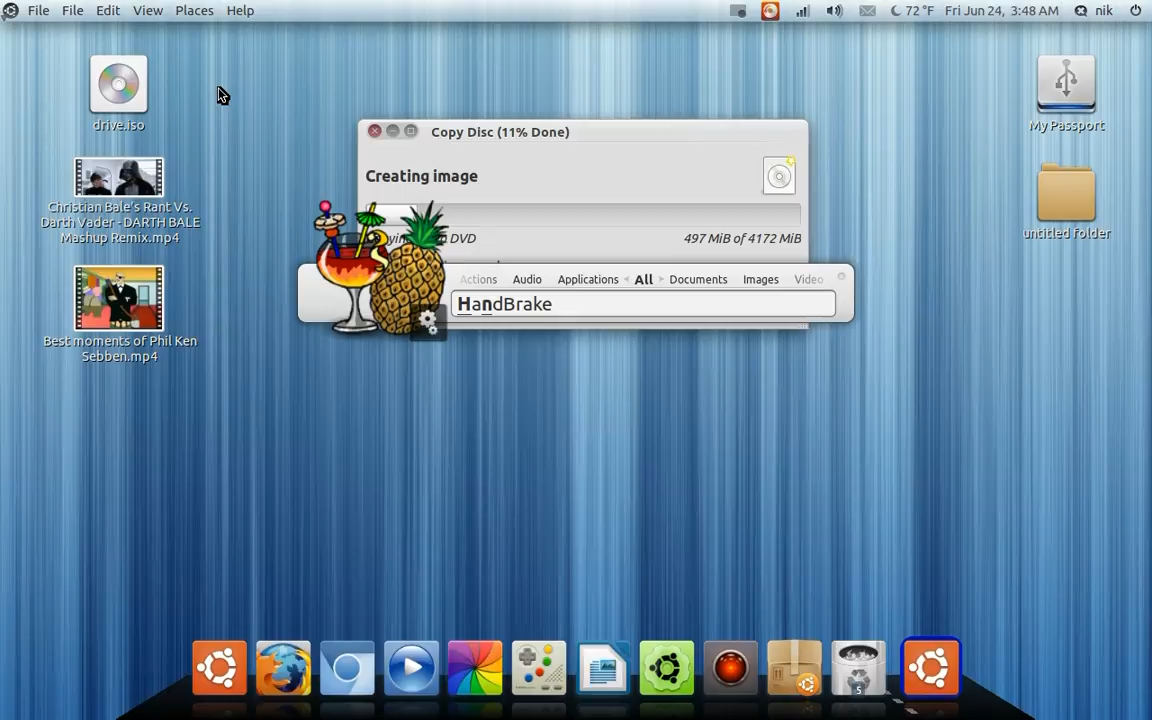 File File Edit View Places Help
72 °F Fri Jun 24, 3:48 AM nik
drive.iso
Christian Bale's Rant Vs.
Darth Vader - DARTH BALE
Mashup Remix.mp4
Best moments of Phil Ken
Sebben.mp4
Copy Disc (11% Done)
Creating image
DVD 497 MiB of 4172 MiB
Actions Audio Applications All Documents Images Video
HandBrake
My Passport
untitled folder
5